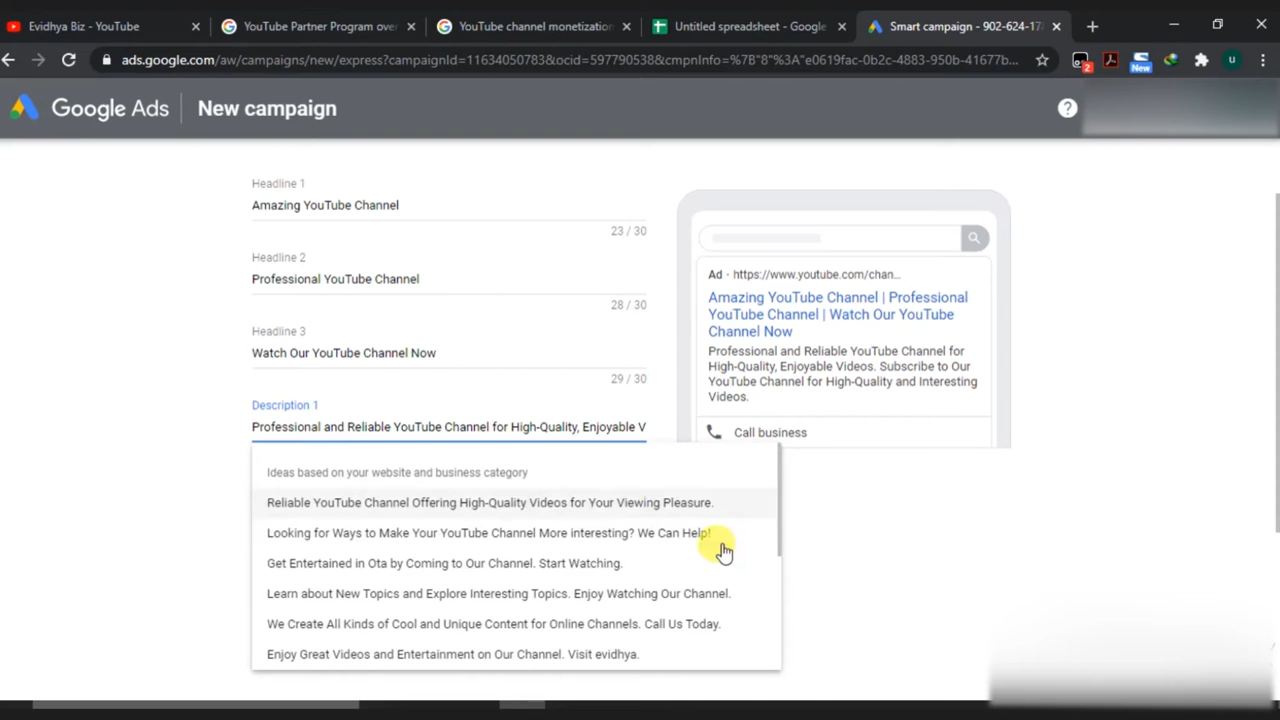 Evidhya Biz - YouTube
YouTube Partner Program over
YouTube channel monetization
Untitled spreadsheet - Google
Smart campaign - 902-624-17
ads.google.com/aw/campaigns/new/express?campaignId=11634050783&ocid=597790538&cmpnInfo=%7B"8"%3A"e0619fac-0b2c-4883-950b-41677b...
2
New
u
Google Ads
New campaign
Headline 1
Amazing YouTube Channel
23 / 30
Headline 2
Professional YouTube Channel
28 / 30
Headline 3
Watch Our YouTube Channel Now
29 / 30
Description 1
Professional and Reliable YouTube Channel for High-Quality, Enjoyable V
Ideas based on your website and business category
Reliable YouTube Channel Offering High-Quality Videos for Your Viewing Pleasure.
Looking for Ways to Make Your YouTube Channel More interesting? We Can Help!
Get Entertained in Ota by Coming to Our Channel. Start Watching.
Learn about New Topics and Explore Interesting Topics. Enjoy Watching Our Channel.
We Create All Kinds of Cool and Unique Content for Online Channels. Call Us Today.
Enjoy Great Videos and Entertainment on Our Channel. Visit evidhya.
Ad · https://www.youtube.com/chan...
Amazing YouTube Channel | Professional
YouTube Channel | Watch Our YouTube
Channel Now
Professional and Reliable YouTube Channel for
High-Quality, Enjoyable Videos. Subscribe to Our
YouTube Channel for High-Quality and Interesting
Videos.
Call business